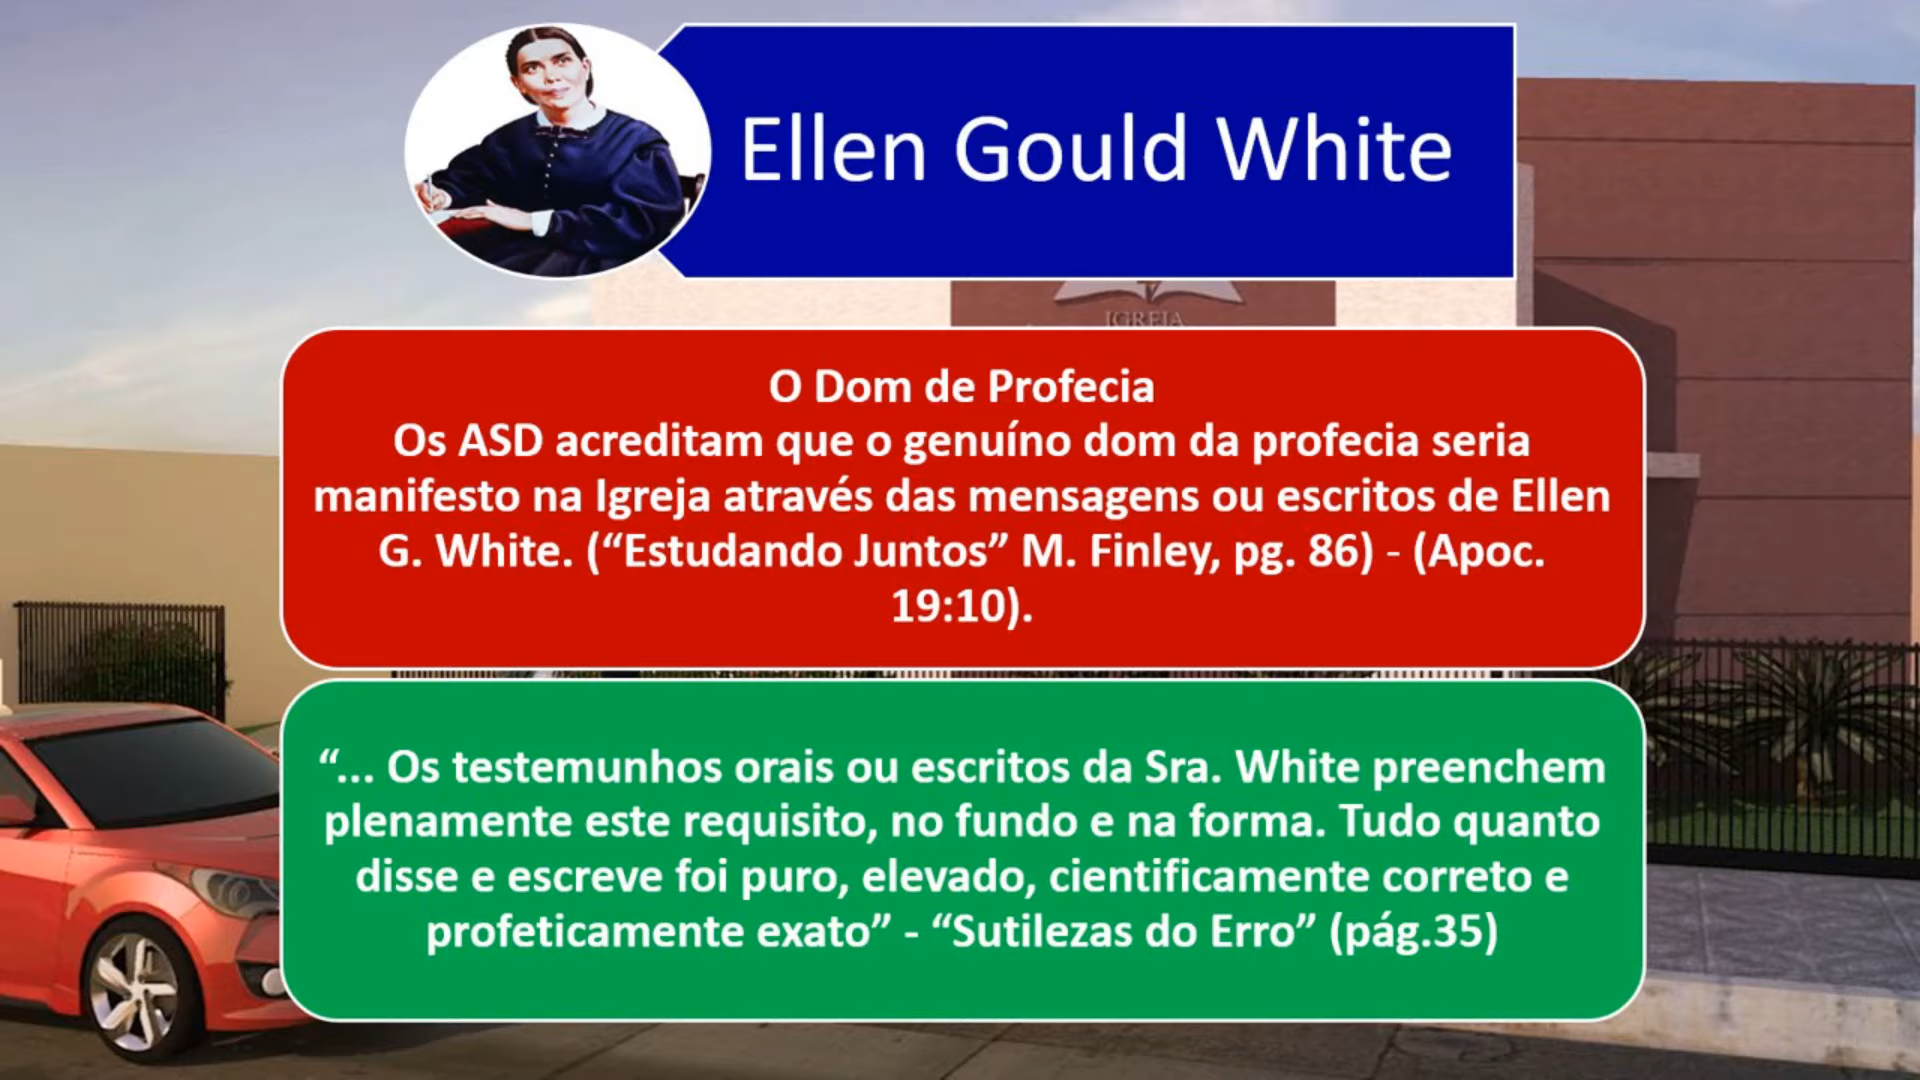 Ellen Gould White
IGREJA
O Dom de Profecia
Os ASD acreditam que o genuíno dom da profecia seria
manifesto na Igreja através das mensagens ou escritos de Ellen
G. White. (“Estudando Juntos” M. Finley, pg. 86) - (Apoc.
19:10).
“... Os testemunhos orais ou escritos da Sra. White preenchem
plenamente este requisito, no fundo e na forma. Tudo quanto
disse e escreve foi puro, elevado, cientificamente correto e
profeticamente exato” - “Sutilezas do Erro” (pág.35)